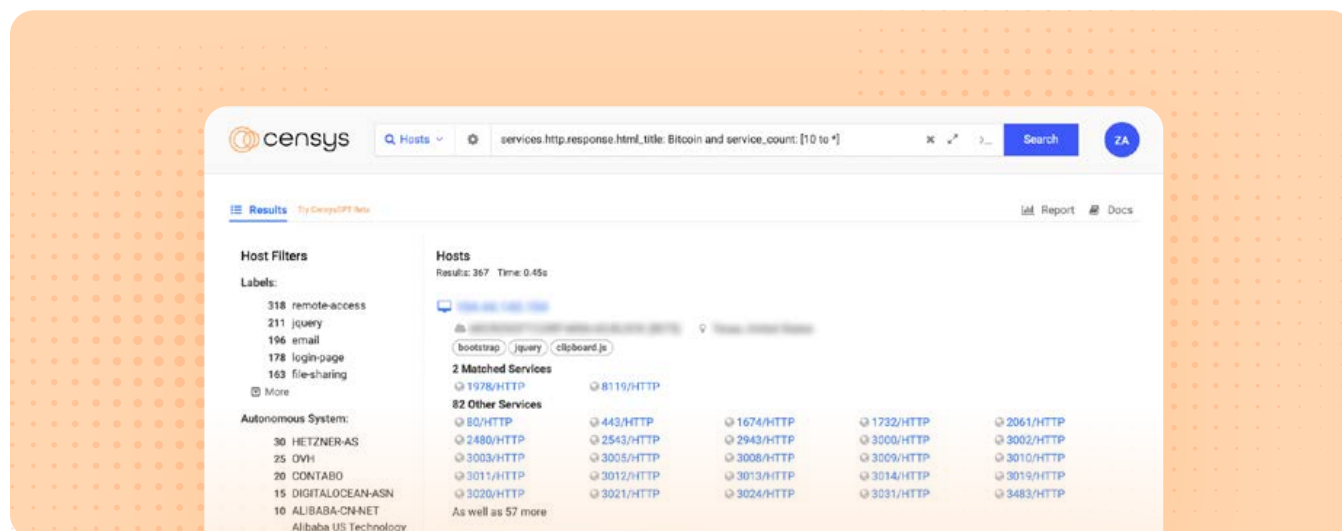 censys
Hosts
services.http.response.html_title: Bitcoin and service_count: [10 to *]
Search
ZA
Results Try CensysGPT Beta
Report Docs
Host Filters
Labels:
318 remote-access
211 jquery
196 email
178 login-page
163 file-sharing
More
Autonomous System:
30 HETZNER-AS
25 OVH
20 CONTABO
15 DIGITALOCEAN-ASN
10 ALIBABA-CN-NET
Alibaba US Technology
Hosts
Results: 367 Time: 0.45s
bootstrap jquery clipboard.js
2 Matched Services
1978/HTTP 8119/HTTP
82 Other Services
80/HTTP 443/HTTP 1674/HTTP 1732/HTTP 2061/HTTP
2480/HTTP 2543/HTTP 2943/HTTP 3000/HTTP 3002/HTTP
3003/HTTP 3005/HTTP 3008/HTTP 3009/HTTP 3010/HTTP
3011/HTTP 3012/HTTP 3013/HTTP 3014/HTTP 3019/HTTP
3020/HTTP 3021/HTTP 3024/HTTP 3031/HTTP 3483/HTTP
As well as 57 more